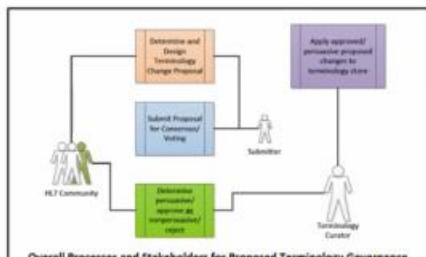 Determine and
Design
Terminology
Change Proposal
Apply approved/
persuasive proposed
changes to
terminology store
Submit Proposal
for Consensus/
Voting
Submitter
HL7 Community
Determine
persuasive/
approve or
nonpersuasive/
reject
Terminology
Curator
Overall Processes and Stakeholders for Proposed Terminology Governance